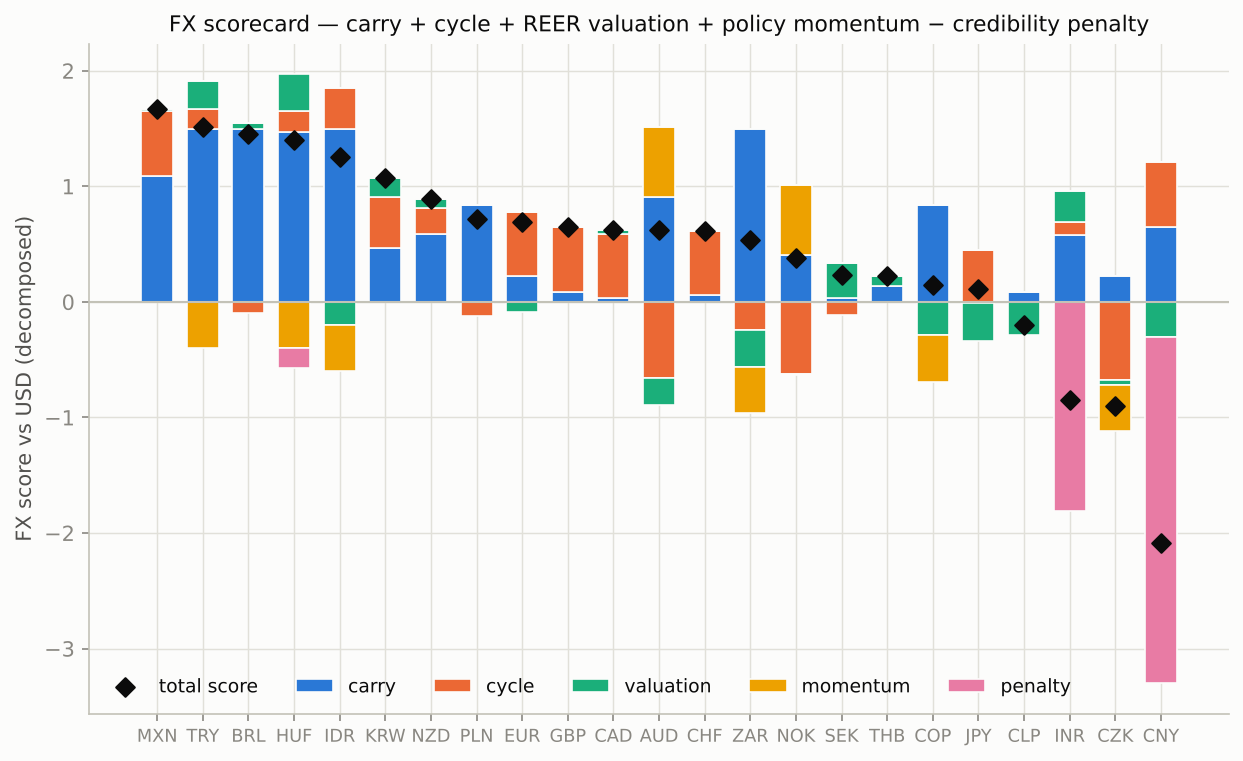 FX scorecard — carry + cycle + REER valuation + policy momentum − credibility penalty
FX score vs USD (decomposed)
2
1
0
−1
−2
−3
total score carry cycle valuation momentum penalty
MXN TRY BRL HUF IDR KRW NZD PLN EUR GBP CAD AUD CHF ZAR NOK SEK THB COP JPY CLP INR CZK CNY